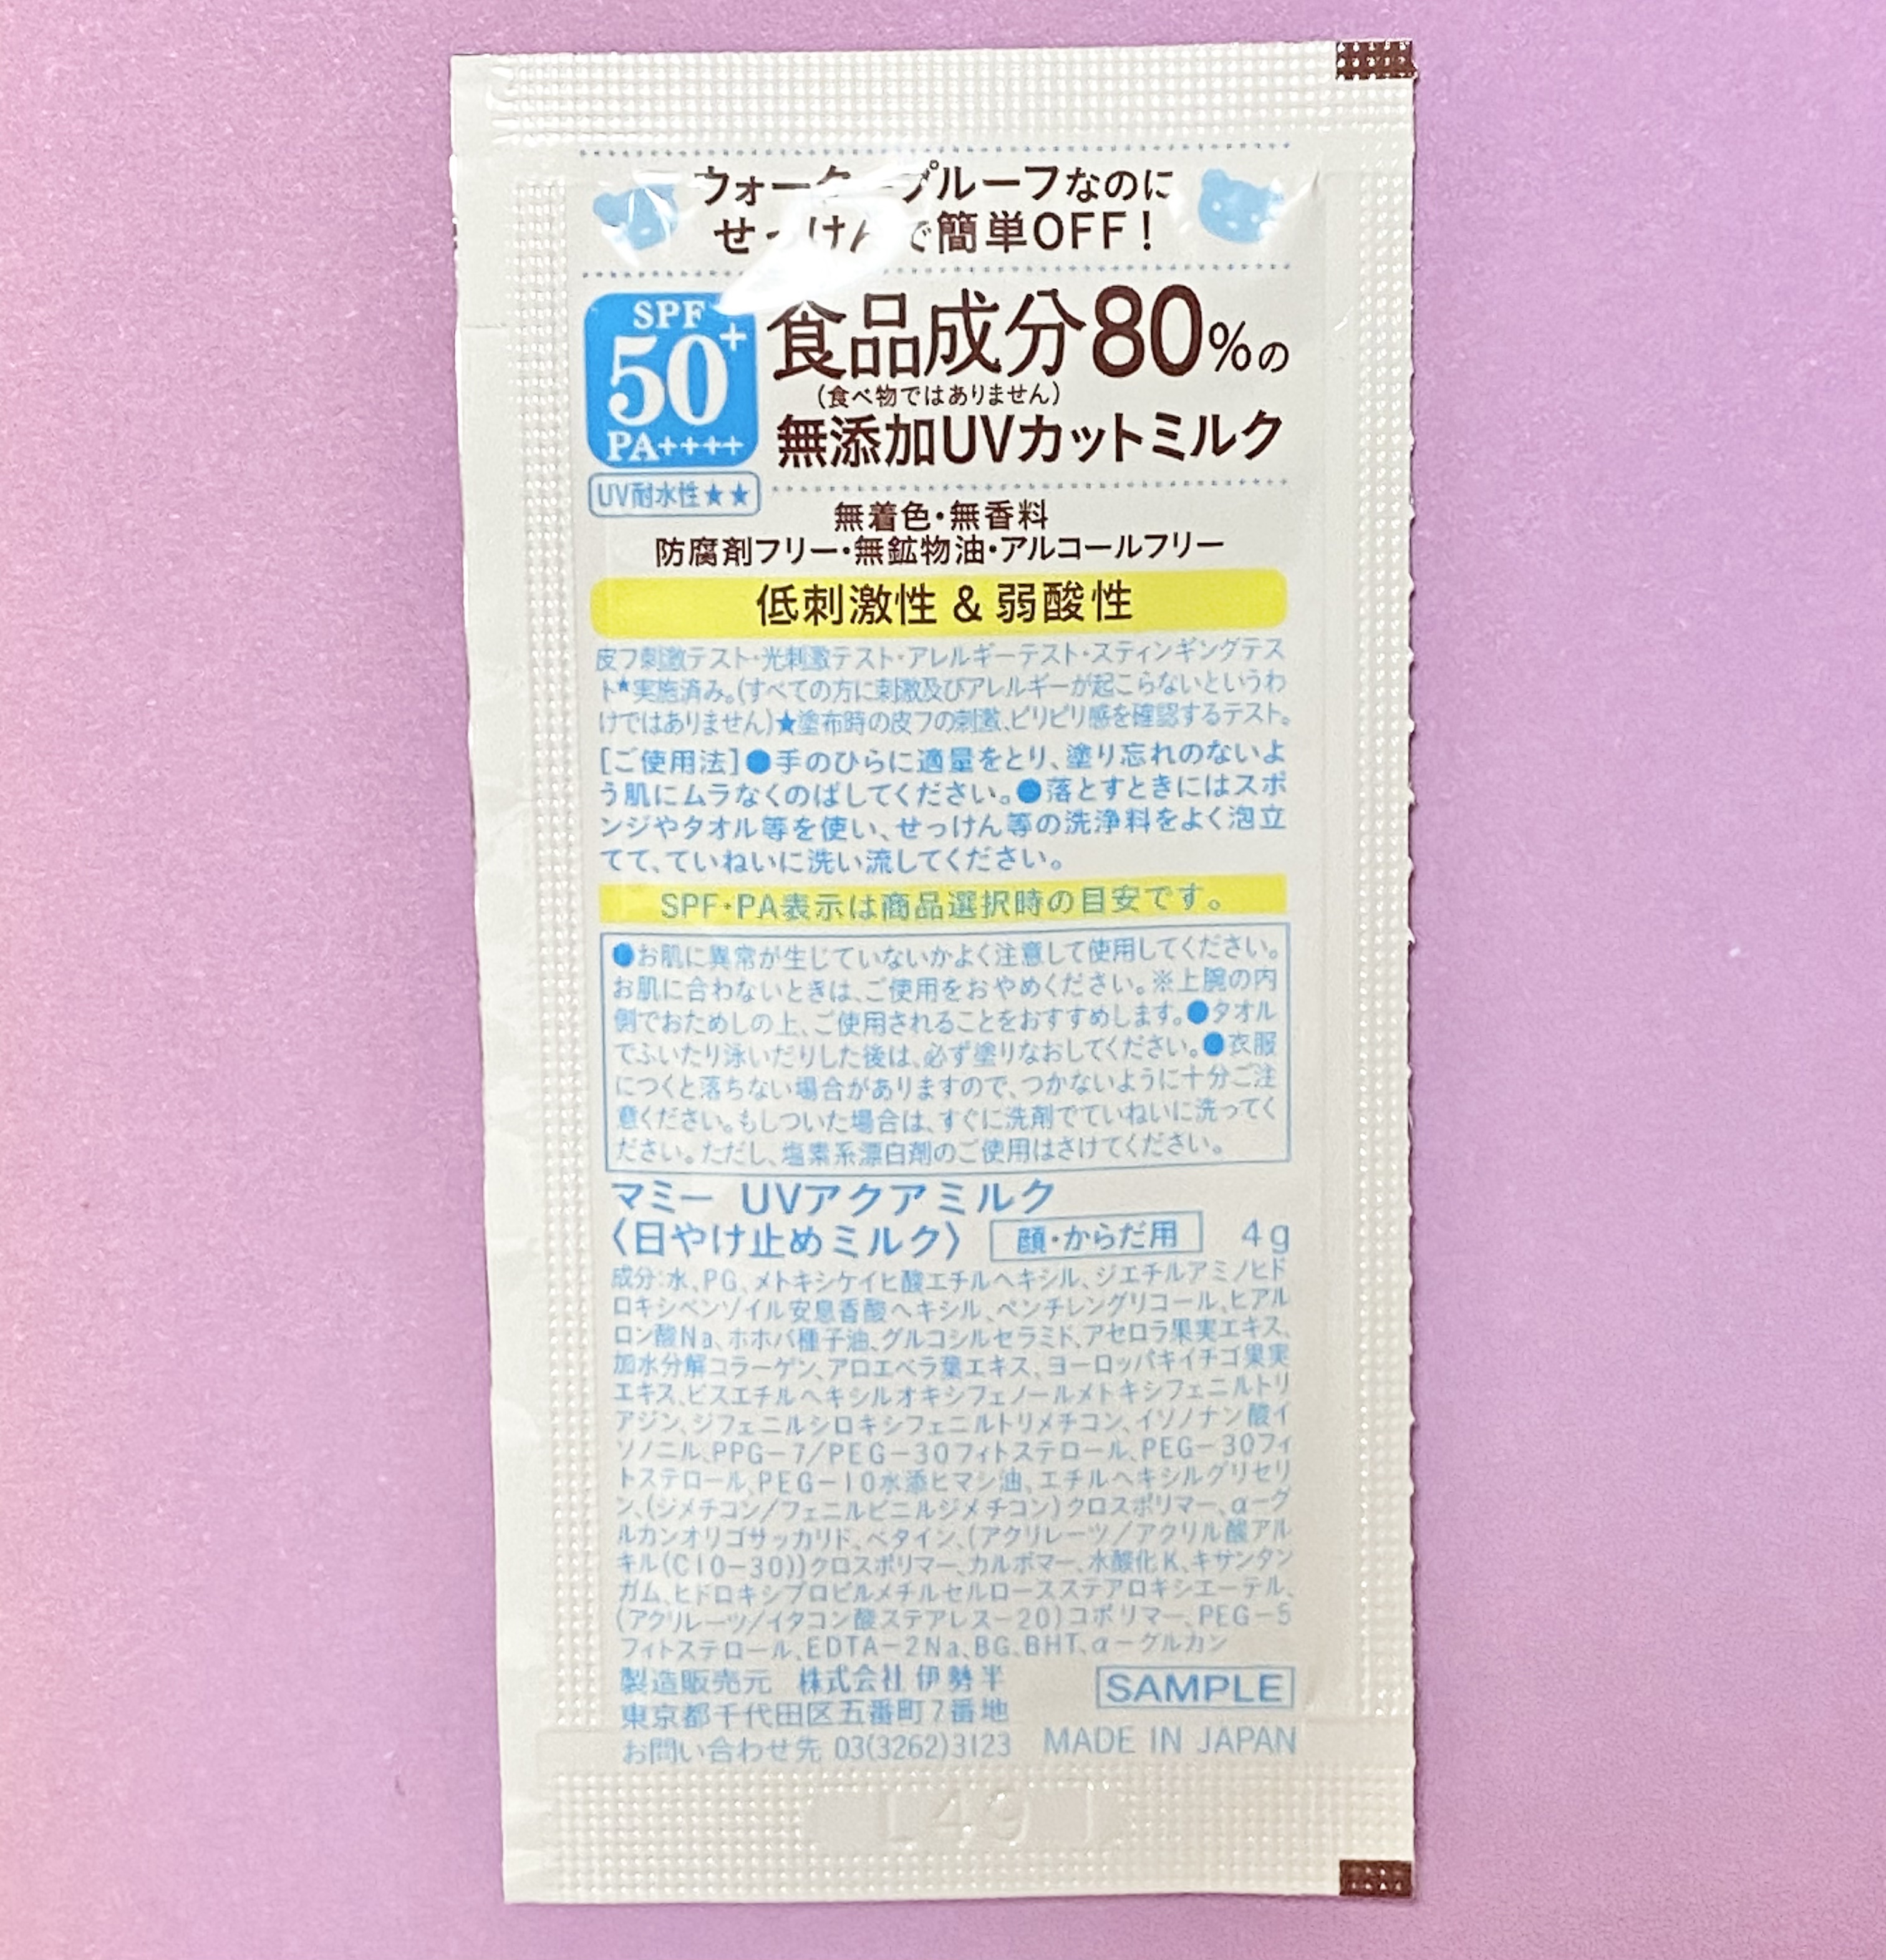 ウォータープルーフなのに
せっけんで簡単OFF!
SPF
50+
PA++++
UV耐水性★★
食品成分80%の
(食べ物ではありません)
無添加UVカットミルク
無着色・無香料
防腐剤フリー・無鉱物油・アルコールフリー
低刺激性 & 弱酸性
皮フ刺激テスト・光刺激テスト・アレルギーテスト・スティンギングテス
ト★実施済み。(すべての方に刺激及びアレルギーが起こらないというわ
けではありません)★塗布時の皮フの刺激、ピリピリ感を確認するテスト。
[ご使用法]●手のひらに適量をとり、塗り忘れのないよ
う肌にムラなくのばしてください。●落とすときにはスポ
ンジやタオル等を使い、せっけん等の洗浄料をよく泡立
てて、ていねいに洗い流してください。
SPF・PA表示は商品選択時の目安です。
●お肌に異常が生じていないかよく注意して使用してください。
お肌に合わないときは、ご使用をおやめください。※上腕の内
側でおためしの上、ご使用されることをおすすめします。●タオル
でふいたり泳いだりした後は、必ず塗りなおしてください。●衣服
につくと落ちない場合がありますので、つかないように十分ご注
意ください。もしついた場合は、すぐに洗剤でていねいに洗ってく
ださい。ただし、塩素系漂白剤のご使用はさけてください。
マミー UVアクアミルク
〈日やけ止めミルク〉 顔・からだ用 4g
成分:水、PG、メトキシケイヒ酸エチルヘキシル、ジエチルアミノヒド
ロキシベンゾイル安息香酸ヘキシル、ペンチレングリコール、ヒアル
ロン酸Na、ホホバ種子油、グルコシルセラミド、アセロラ果実エキス、
加水分解コラーゲン、アロエベラ葉エキス、ヨーロッパキイチゴ果実
エキス、ビスエチルヘキシルオキシフェノールメトキシフェニルトリ
アジン、ジフェニルシロキシフェニルトリメチコン、イソノナン酸イ
ソノニル、PPG-7/PEG-30フィトステロール、PEG-30フィ
トステロール、PEG-10水添ヒマシ油、エチルヘキシルグリセリ
ン、(ジメチコン/フェニルビニルジメチコン)クロスポリマー、α-グ
ルカンオリゴサッカリド、ベタイン、(アクリレーツ/アクリル酸アル
キル(C10-30))クロスポリマー、カルボマー、水酸化K、キサンタン
ガム、ヒドロキシプロピルメチルセルロースステアロキシエーテル、
(アクリレーツ/イタコン酸ステアレス-20)コポリマー、PEG-5
フィトステロール、EDTA-2Na、BG、BHT、α-グルカン
製造販売元 株式会社 伊勢半
東京都千代田区五番町7番地
お問い合わせ先 03(3262)3123
SAMPLE
MADE IN JAPAN